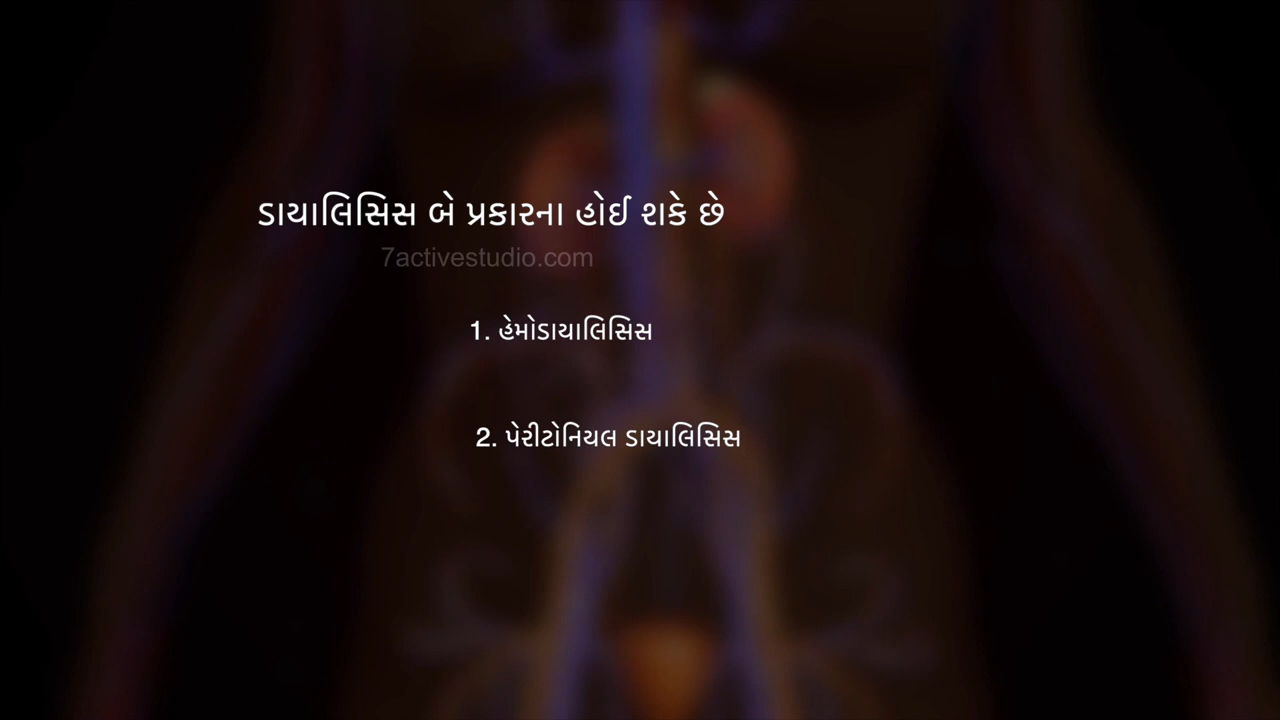 ડાયાલિસિસ બે પ્રકારના હોઈ શકે છે
7activestudio.com
1. હેમોડાયાલિસિસ
2. પેરીટોનિયલ ડાયાલિસિસ